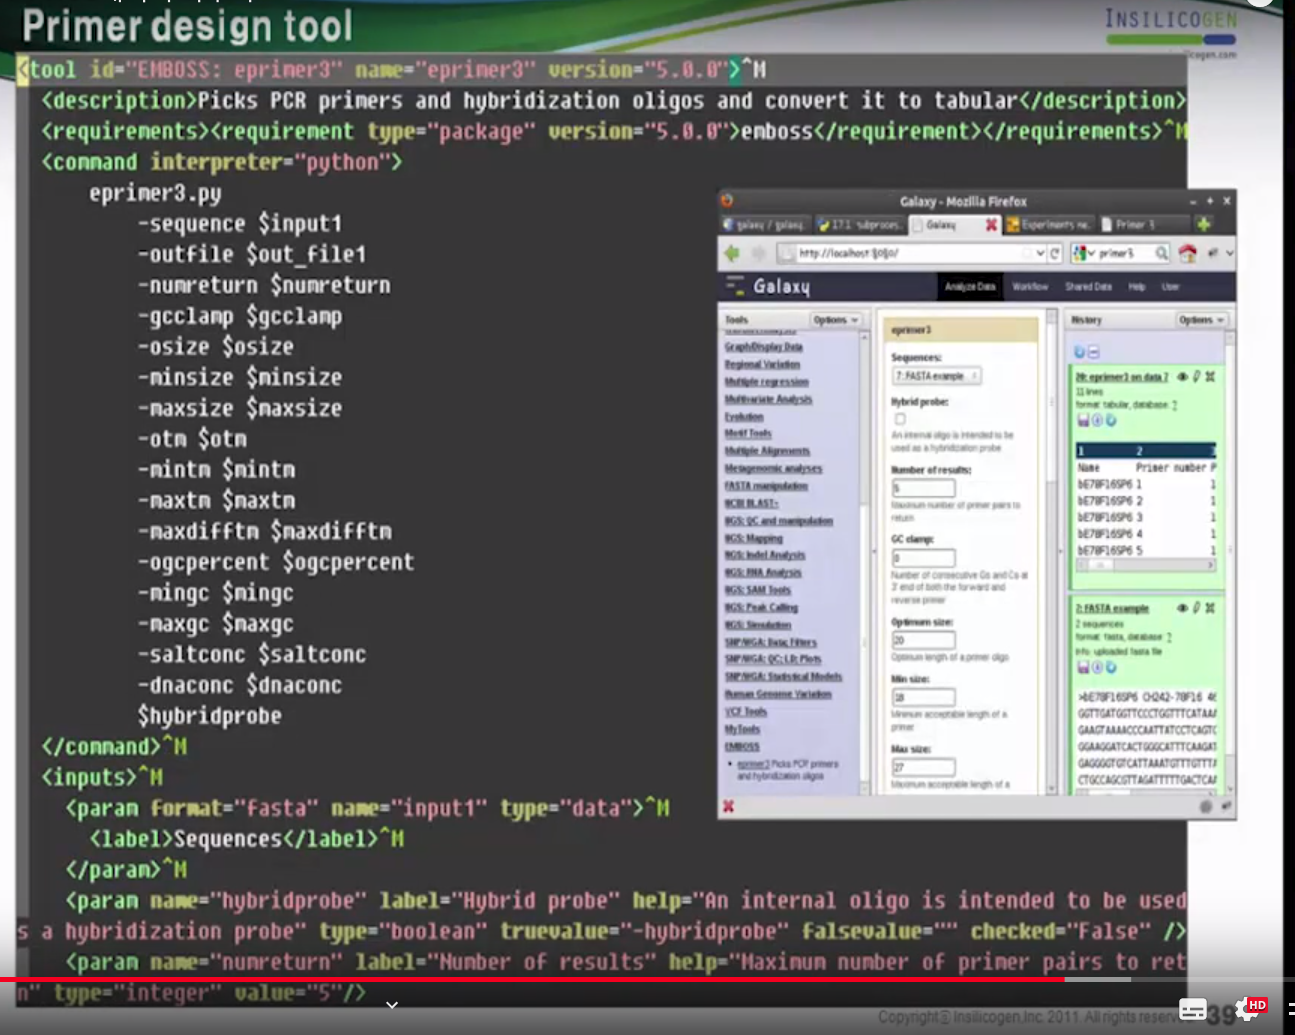 Primer design tool
INSILICOGEN
<tool id="EMBOSS: eprimer3" name="eprimer3" version="5.0.0">^M
<description>Picks PCR primers and hybridization oligos and convert it to tabular</description>
<requirements><requirement type="package" version="5.0.0">emboss</requirement></requirements>^M
<command interpreter="python">
eprimer3.py
-sequence $input1
-outfile $out_file1
-numreturn $numreturn
-gcclamp $gcclamp
-osize $osize
-minsize $minsize
-maxsize $maxsize
-otm $otm
-mintm $mintm
-maxtm $maxtm
-maxdifftm $maxdifftm
-ogcpercent $ogcpercent
-mingc $mingc
-maxgc $maxgc
-saltconc $saltconc
-dnaconc $dnaconc
$hybridprobe
</command>^M
<inputs>^M
<param format="fasta" name="input1" type="data">^M
<label>Sequences</label>^M
</param>^M
<param name="hybridprobe" label="Hybrid probe" help="An internal oligo is intended to be used
s a hybridization probe" type="boolean" truevalue="-hybridprobe" falsevalue="" checked="False" />
<param name="numreturn" label="Number of results" help="Maximum number of primer pairs to ret
n" type="integer" value="5"/>
Galaxy - Mozilla Firefox
galaxy / galaxy. 17.1. subproces. Galaxy Experiments ne. Primer 3
http://localhost:8080/ primer3
Galaxy Analyze Data Workflow Shared Data Help User
Tools Options
Graph/Display Data
Regional Variation
Multiple regression
Multivariate Analysis
Evolution
Motif Tools
Multiple Alignments
Metagenomic analyses
FASTA manipulation
NCBI BLAST+
NGS: QC and manipulation
NGS: Mapping
NGS: Indel Analysis
NGS: RNA Analysis
NGS: SAM Tools
NGS: Peak Calling
NGS: Simulation
SNP/WGA: Data; Filters
SNP/WGA: QC; LD; Plots
SNP/WGA: Statistical Models
Human Genome Variation
VCF Tools
MyTools
EMBOSS
eprimer3 Picks PCR primers
and hybridization oligos
eprimer3
Sequences:
7: FASTA example
Hybrid probe:
An internal oligo is intended to be
used as a hybridization probe
Number of results:
5
Maximum number of primer pairs to
return
GC clamp:
0
Number of consecutive Gs and Cs at
3' end of both the forward and
reverse primer
Optimum size:
20
Optimum length of a primer oligo
Min size:
18
Minimum acceptable length of a
primer
Max size:
27
Maximum acceptable length of a
History Options
20: eprimer3 on data 7
11 lines
format: tabular, database: ?
1 2 3
Name Primer number P
bE78F16SP6 1 1
bE78F16SP6 2 1
bE78F16SP6 3 1
bE78F16SP6 4 1
bE78F16SP6 5 1
7: FASTA example
2 sequences
format: fasta, database: ?
Info: uploaded fasta file
>bE78F16SP6 CH242-78F16 46
GGTTGATGGTTCCCTGGTTTCATAAA
GAAGTAAAACCCAATTATCCTCAGTC
GGAAGGATCACTGGGCATTTCAAGAT
GAGGGGTGTCATTAAATGTTTGTTTA
CTGCCAGCGTTAGATTTTTGACTCAA
HD
Copyright© Insilicogen,Inc. 2011. All rights reserv
39